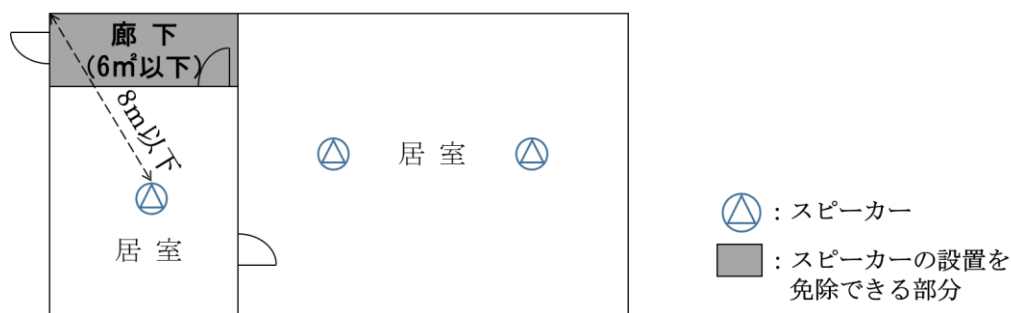 廊 下
(6㎡以下)
8m以下
居 室
居 室
：スピーカー
：スピーカーの設置を
免除できる部分